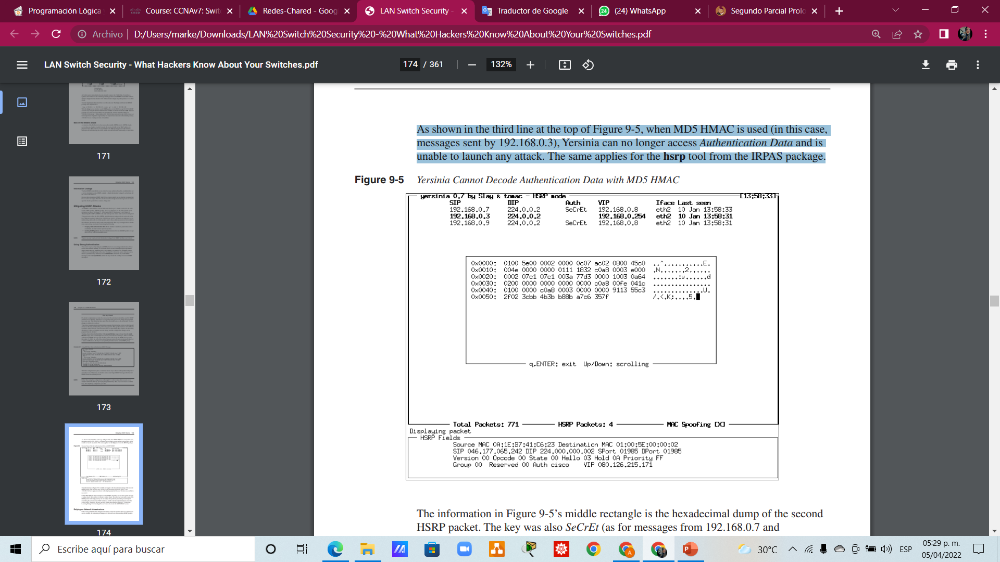 Programación Lógica
Course: CCNAv7: Swit
Redes-Chared - Goog
LAN Switch Security -
Traductor de Google
(24) WhatsApp
Segundo Parcial Prolo
Archivo
D:/Users/marke/Downloads/LAN%20Switch%20Security%20-%20What%20Hackers%20Know%20About%20Your%20Switches.pdf
LAN Switch Security - What Hackers Know About Your Switches.pdf
174 / 361
132%
171
172
173
174
As shown in the third line at the top of Figure 9-5, when MD5 HMAC is used (in this case,
messages sent by 192.168.0.3), Yersinia can no longer access Authentication Data and is
unable to launch any attack. The same applies for the hsrp tool from the IRPAS package.
Figure 9-5 Yersinia Cannot Decode Authentication Data with MD5 HMAC
yersinia 0.7 by Slay & tomac - HSRP mode [13:58:33]
SIP DIP Auth VIP Iface Last seen
192.168.0.7 224.0.0.2 SeCrEt 192.168.0.8 eth2 10 Jan 13:58:33
192.168.0.3 224.0.0.2 192.168.0.254 eth2 10 Jan 13:58:31
192.168.0.9 224.0.0.2 SeCrEt 192.168.0.8 eth2 10 Jan 13:58:31
0x0000: 0100 5e00 0002 0000 0c07 ac02 0800 45c0 ..^...........E.
0x0010: 004e 0000 0000 0111 1832 c0a8 0003 e000 .N.......2......
0x0020: 0002 07c1 07c1 003a 77d3 0000 1003 0a64 .......:w......d
0x0030: 0200 0000 0000 0000 0000 c0a8 00fe 041c ................
0x0040: 0100 0000 c0a8 0003 0000 0000 9113 55c3 ..............U.
0x0050: 2f02 3cbb 4b3b b88b a7c6 357f /.<.K;....5.
q,ENTER: exit Up/Down: scrolling
Total Packets: 771 HSRP Packets: 4 MAC Spoofing [X]
Displaying packet
HSRP Fields
Source MAC 0A:1E:B7:41:C6:23 Destination MAC 01:00:5E:00:00:02
SIP 046.177.065.242 DIP 224.000.000.002 SPort 01985 DPort 01985
Version 00 Opcode 00 State 00 Hello 03 Hold 0A Priority FF
Group 00 Reserved 00 Auth cisco VIP 080.126.215.171
The information in Figure 9-5's middle rectangle is the hexadecimal dump of the second
HSRP packet. The key was also SeCrEt (as for messages from 192.168.0.7 and
Escribe aquí para buscar
30°C
ESP
05:29 p. m.
05/04/2022